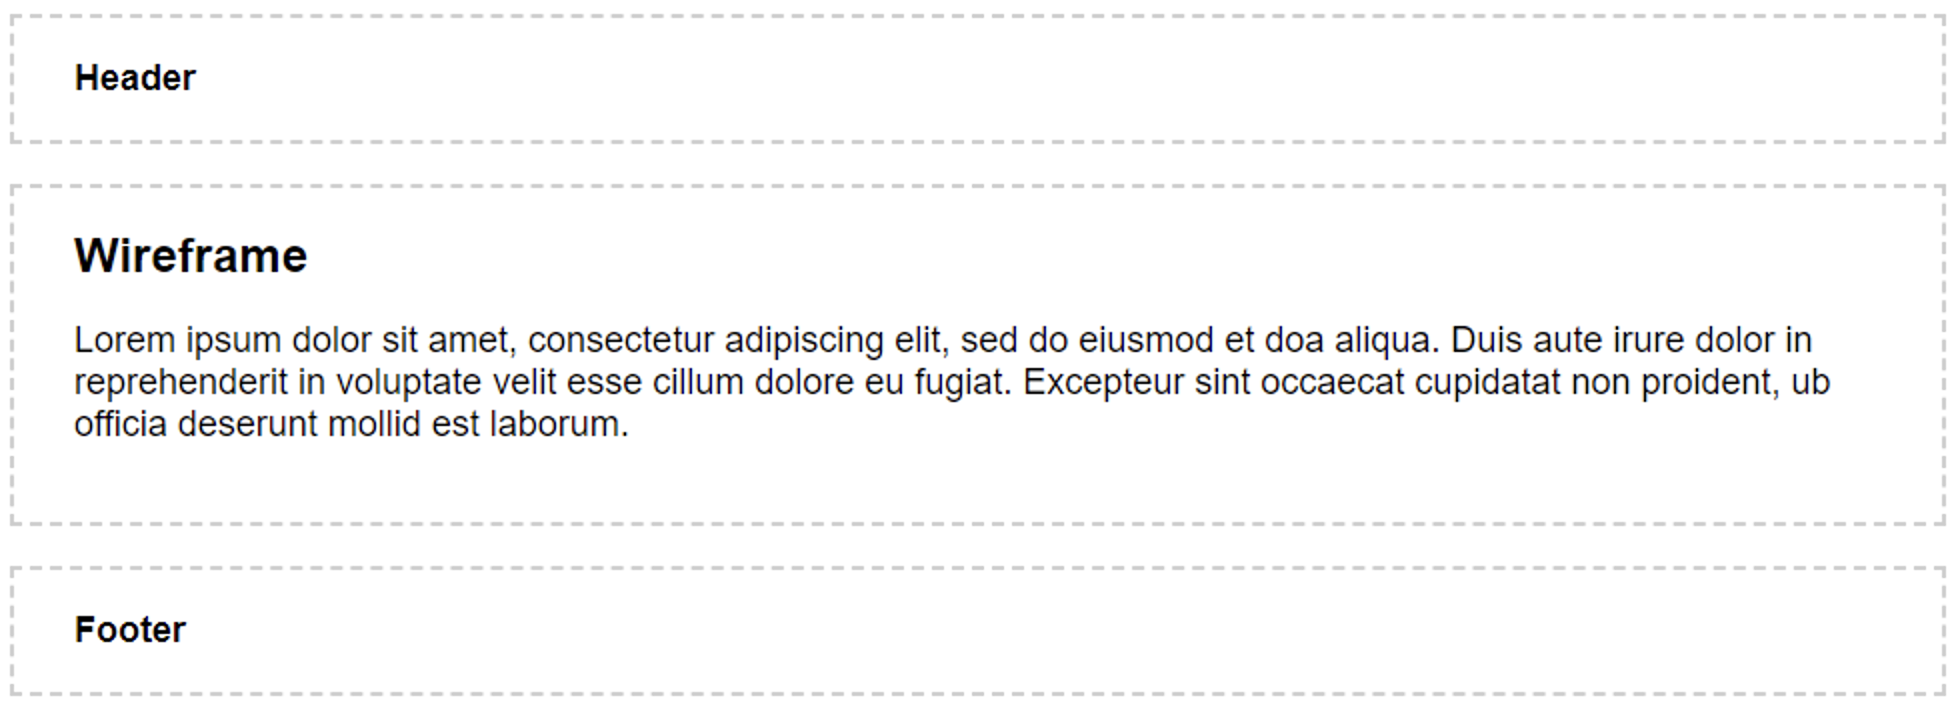 Header
Wireframe
Lorem ipsum dolor sit amet, consectetur adipiscing elit, sed do eiusmod et doa aliqua. Duis aute irure dolor in
reprehenderit in voluptate velit esse cillum dolore eu fugiat. Excepteur sint occaecat cupidatat non proident, ub
officia deserunt mollid est laborum.
Footer